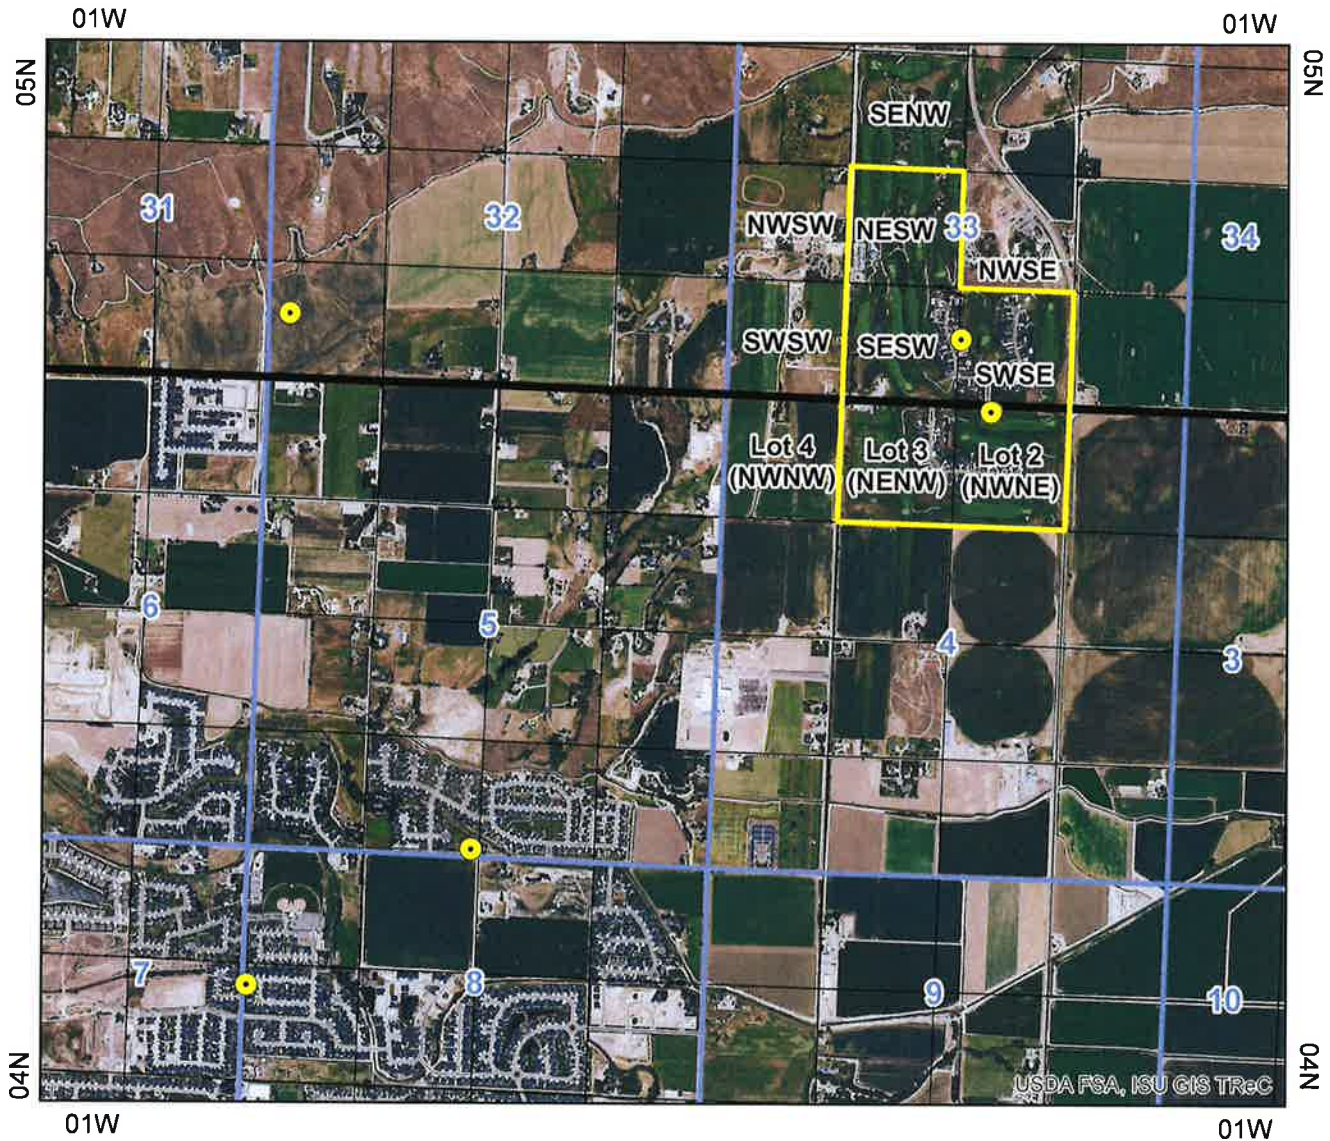 01W
01W
05N
05N
SENW
31
32
NWSW
NESW
33
34
NWSE
SWSW
SESW
SWSE
Lot 4
(NWNW)
Lot 3
(NENW)
Lot 2
(NWNE)
6
5
4
3
7
8
9
10
04N
04N
USDA FSA, ISU GIS TReC
01W
01W